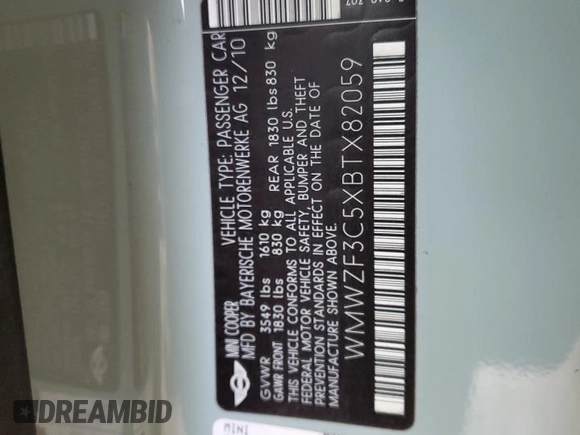 MINI COOPER
VEHICLE TYPE: PASSENGER CAR
MFD BY BAYERISCHE MOTORENWERKE AG 12/10
GVWR 3549 lbs 1610 kg
GAWR FRONT 1830 lbs 830 kg REAR 1830 lbs 830 kg
THIS VEHICLE CONFORMS TO ALL APPLICABLE U.S.
FEDERAL MOTOR VEHICLE SAFETY, BUMPER AND THEFT
PREVENTION STANDARDS IN EFFECT ON THE DATE OF
MANUFACTURE SHOWN ABOVE.
WMWZF3C5XBTX82059
MINI
DREAMBID